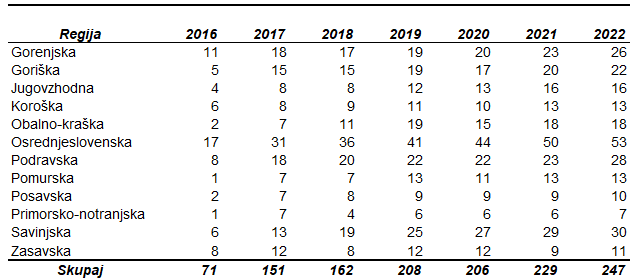 Regija 2016 2017 2018 2019 2020 2021 2022
Gorenjska 11 18 17 19 20 23 26
Goriška 5 15 15 19 17 20 22
Jugovzhodna 4 8 8 12 13 16 16
Koroška 6 8 9 11 10 13 13
Obalno-kraška 2 7 11 19 15 18 18
Osrednjeslovenska 17 31 36 41 44 50 53
Podravska 8 18 20 22 22 23 28
Pomurska 1 7 7 13 11 13 13
Posavska 2 7 8 9 9 9 10
Primorsko-notranjska 1 7 4 6 6 6 7
Savinjska 6 13 19 25 27 29 30
Zasavska 8 12 8 12 12 9 11
Skupaj 71 151 162 208 206 229 247